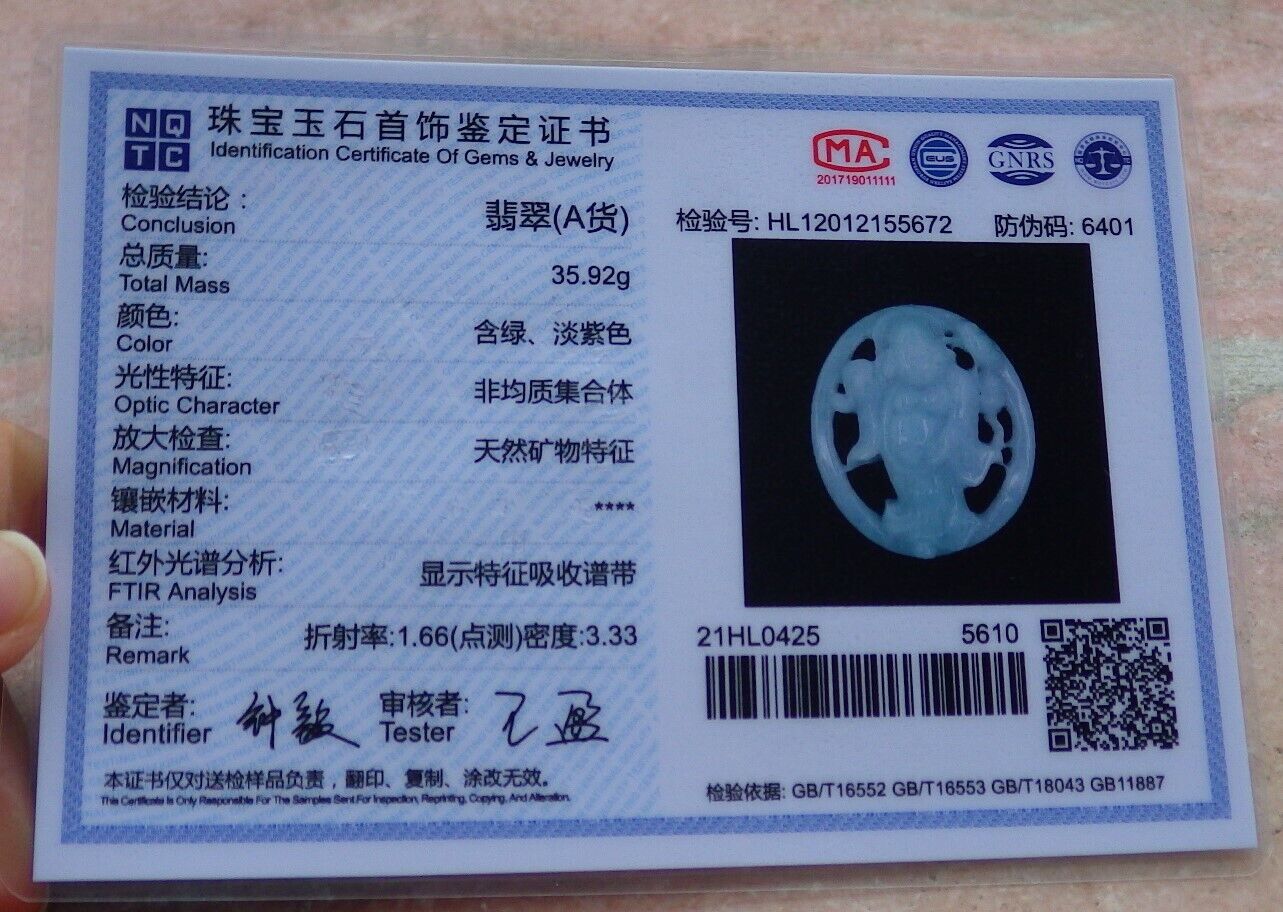 NQ
TC
珠宝玉石首饰鉴定证书
Identification Certificate Of Gems & Jewelry
检验结论：
Conclusion
翡翠(A货)
总质量:
Total Mass
35.92g
颜色:
Color
含绿、淡紫色
光性特征:
Optic Character
非均质集合体
放大检查:
Magnification
天然矿物特征
镶嵌材料:
Material
****
红外光谱分析:
FTIR Analysis
显示特征吸收谱带
备注:
Remark
折射率:1.66(点测)密度:3.33
鉴定者:
Identifier
审核者:
Tester
本证书仅对送检样品负责，翻印、复制、涂改无效。
This Certificate Is Only Responsible For The Samples Sent For Inspection, Reprinting, Copying, And Alteration.
MA
201719011111
EUS
GNRS
检验号: HL12012155672 防伪码: 6401
21HL0425 5610
检验依据: GB/T16552 GB/T16553 GB/T18043 GB11887